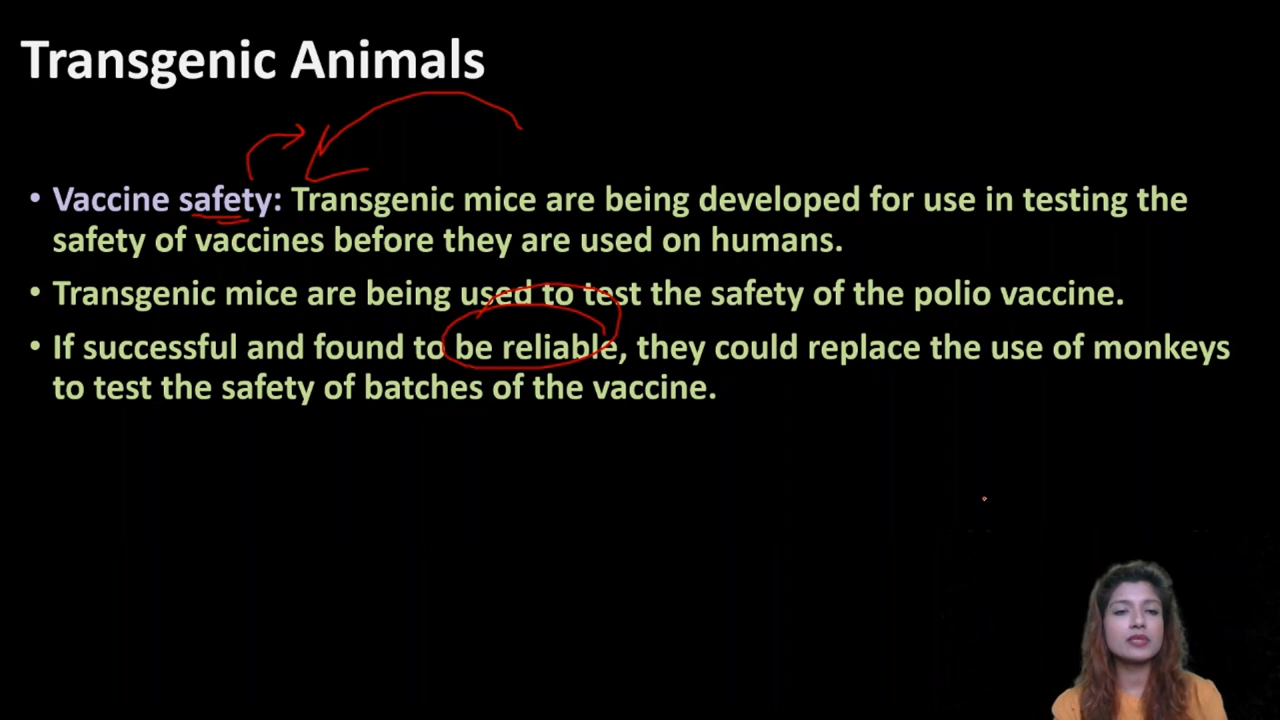 Transgenic Animals
• Vaccine safety: Transgenic mice are being developed for use in testing the
safety of vaccines before they are used on humans.
• Transgenic mice are being used to test the safety of the polio vaccine.
• If successful and found to be reliable, they could replace the use of monkeys
to test the safety of batches of the vaccine.